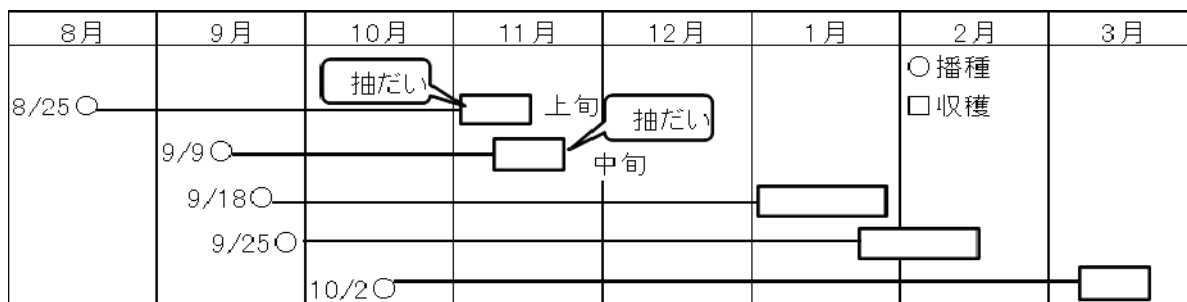 8月 9月 10月 11月 12月 1月 2月 3月
○播種
抽だい
8/25○ 上旬 □収穫
抽だい
9/9○ 中旬
9/18○
9/25○
10/2○